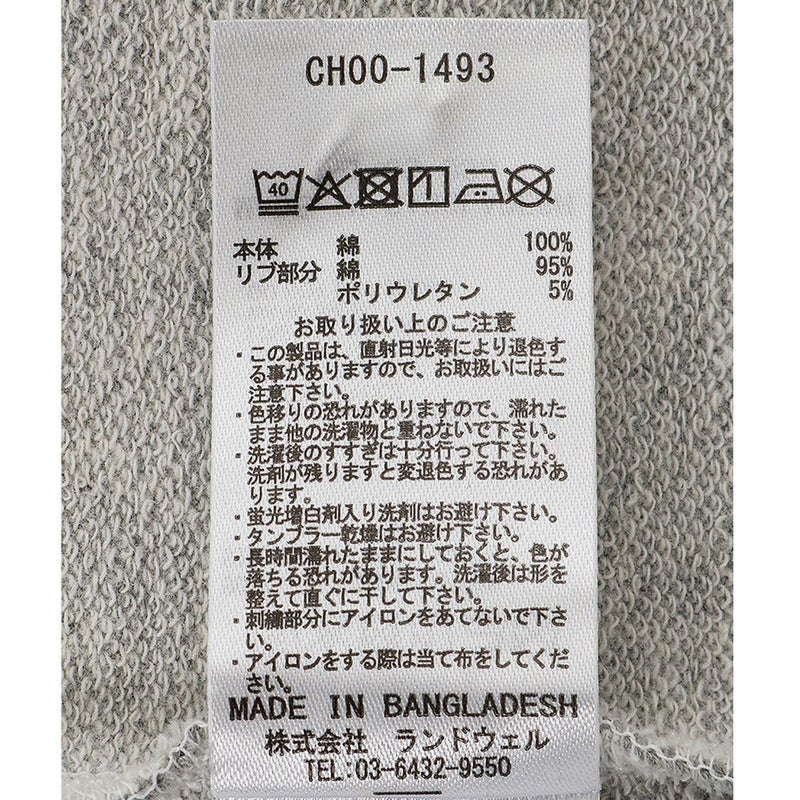 CH00-1493
40
本体 綿 100%
リブ部分 綿 95%
ポリウレタン 5%
お取り扱い上のご注意
・この製品は、直射日光等により退色す
る事がありますので、お取扱いにはご
注意下さい。
・色移りの恐れがありますので、濡れた
まま他の洗濯物と重ねないで下さい。
・洗濯後のすすぎは十分行って下さい。
洗剤が残りますと変退色する恐れがあ
ります。
・蛍光増白剤入り洗剤はお避け下さい。
・タンブラー乾燥はお避け下さい。
・長時間濡れたままにしておくと、色が
落ちる恐れがあります。洗濯後は形を
整えて直ぐに干して下さい。
・刺繍部分にアイロンをあてないで下さ
い。
・アイロンをする際は当て布をしてくだ
さい。
MADE IN BANGLADESH
株式会社 ランドウェル
TEL:03-6432-9550